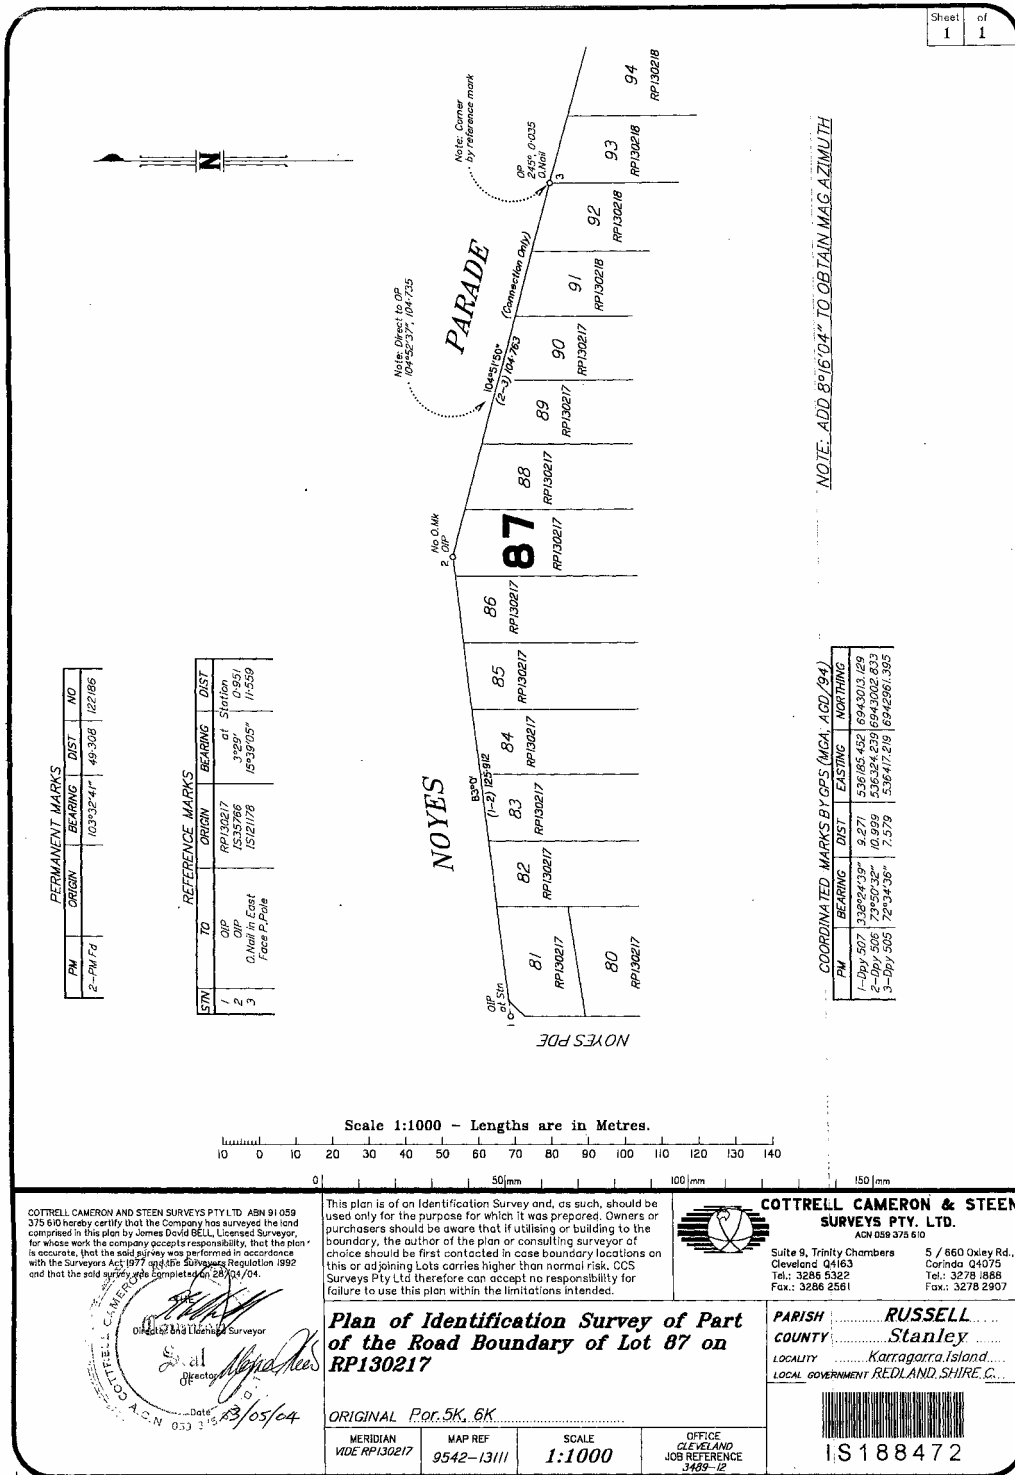 Sheet of
1 1
Note: Corner
by reference mark
OP
245°, 0·035
O.Nail
3
94
RP130218
93
RP130218
92
RP130218
91
RP130218
90
RP130217
89
RP130217
88
RP130217
87
RP130217
86
RP130217
85
RP130217
84
RP130217
83
RP130217
82
RP130217
81
RP130217
80
RP130217
N
PARADE
(Connection Only)
104°51'50"
(2-3) 104·763
Note: Direct to OP
104°52'37", 104·735
2 No O.Mk
OIP
NOYES
83°0'
(1-2) 125·912
1 OIP
at Stn
NOYES PDE
NOTE: ADD 8°16'04" TO OBTAIN MAG AZIMUTH
PERMANENT MARKS
PM ORIGIN BEARING DIST NO
2-PM Fd 103°32'41" 49·308 122186
REFERENCE MARKS
STN TO ORIGIN BEARING DIST
1 OIP RP130217 at Station
2 OIP IS35766 3°29' 0·951
3 O.Nail in East IS121178 15°39'05" 11·559
Face P.Pole
COORDINATED MARKS BY GPS (MGA, AGD/94)
PM BEARING DIST EASTING NORTHING
1-Dpy 507 338°24'39" 9.271 536185.452 6943013.129
2-Dpy 506 73°50'32" 10.999 536324.239 6943002.833
3-Dpy 505 72°34'36" 7.579 536417.219 6942961.395
Scale 1:1000 – Lengths are in Metres.
10 0 10 20 30 40 50 60 70 80 90 100 110 120 130 140
0 50 mm 100 mm 150 mm
COTTRELL CAMERON AND STEEN SURVEYS PTY LTD ABN 91 059
375 610 hereby certify that the Company has surveyed the land
comprised in this plan by James David BELL, Licensed Surveyor,
for whose work the company accepts responsibility, that the plan
is accurate, that the said survey was performed in accordance
with the Surveyors Act 1977 and the Surveyors Regulation 1992
and that the said survey was completed on 28/04/04.
Director and Licensed Surveyor
Director
Date
3/05/04
THE
Common
Seal
OF
COTTRELL CAMERON
A.C.N 059 3
This plan is of an Identification Survey and, as such, should be
used only for the purpose for which it was prepared. Owners or
purchasers should be aware that if utilising or building to the
boundary, the author of the plan or consulting surveyor of
choice should be first contacted in case boundary locations on
this or adjoining Lots carries higher than normal risk. CCS
Surveys Pty Ltd therefore can accept no responsibility for
failure to use this plan within the limitations intended.
COTTRELL CAMERON & STEEN
SURVEYS PTY. LTD.
ACN 059 375 610
Suite 9, Trinity Chambers
Cleveland Q4163
Tel.: 3286 5322
Fax.: 3286 2561
5 / 660 Oxley Rd.,
Corinda Q4075
Tel.: 3278 1888
Fax.: 3278 2907
Plan of Identification Survey of Part
of the Road Boundary of Lot 87 on
RP130217
ORIGINAL Por. 5K, 6K
PARISH RUSSELL
COUNTY Stanley
LOCALITY Karragarra Island
LOCAL GOVERNMENT REDLAND SHIRE C.
MERIDIAN
VIDE RP130217
MAP REF
9542-13111
SCALE
1:1000
OFFICE
CLEVELAND
JOB REFERENCE
3489-12
IS188472